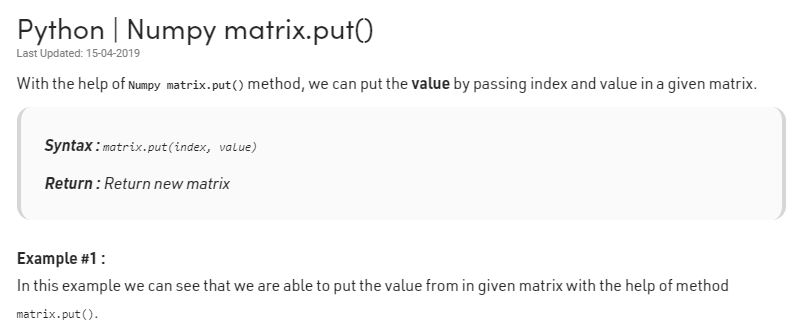 Python | Numpy matrix.put()
Last Updated: 15-04-2019
With the help of Numpy matrix.put() method, we can put the value by passing index and value in a given matrix.
Syntax : matrix.put(index, value)
Return : Return new matrix
Example #1 :
In this example we can see that we are able to put the value from in given matrix with the help of method
matrix.put().